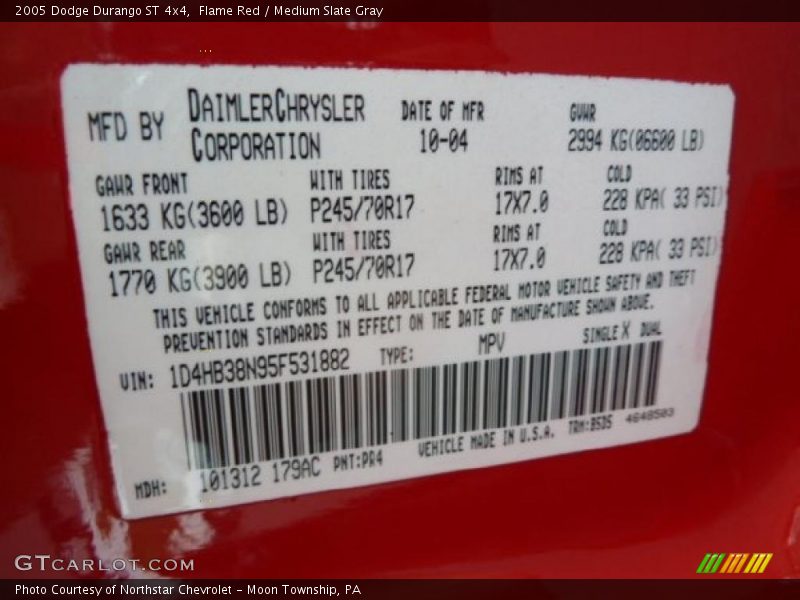 2005 Dodge Durango ST 4x4, Flame Red / Medium Slate Gray
MFD BY DAIMLERCHRYSLER CORPORATION DATE OF MFR 10-04 GVWR 2994 KG(06600 LB)
GAWR FRONT WITH TIRES RIMS AT COLD
1633 KG(3600 LB) P245/70R17 17X7.0 228 KPA( 33 PSI)
GAWR REAR WITH TIRES RIMS AT COLD
1770 KG(3900 LB) P245/70R17 17X7.0 228 KPA( 33 PSI)
THIS VEHICLE CONFORMS TO ALL APPLICABLE FEDERAL MOTOR VEHICLE SAFETY AND THEFT
PREVENTION STANDARDS IN EFFECT ON THE DATE OF MANUFACTURE SHOWN ABOVE.
VIN: 1D4HB38N95F531882 TYPE: MPV SINGLE X DUAL
MDH: 101312 179AC PNT:PR4 VEHICLE MADE IN U.S.A. TRM:BSDS 4648503
GTCARLOT.COM
Photo Courtesy of Northstar Chevrolet - Moon Township, PA